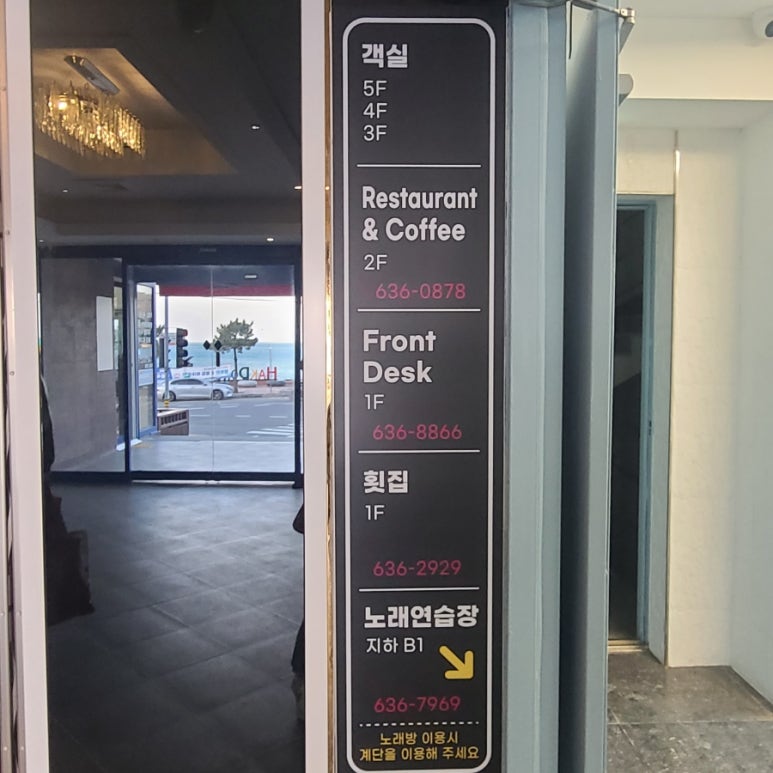 객실
5F
4F
3F
Restaurant
& Coffee
2F
636-0878
Front
Desk
1F
636-8866
횟집
1F
636-2929
노래연습장
지하 B1
636-7969
노래방 이용시
계단을 이용해 주세요